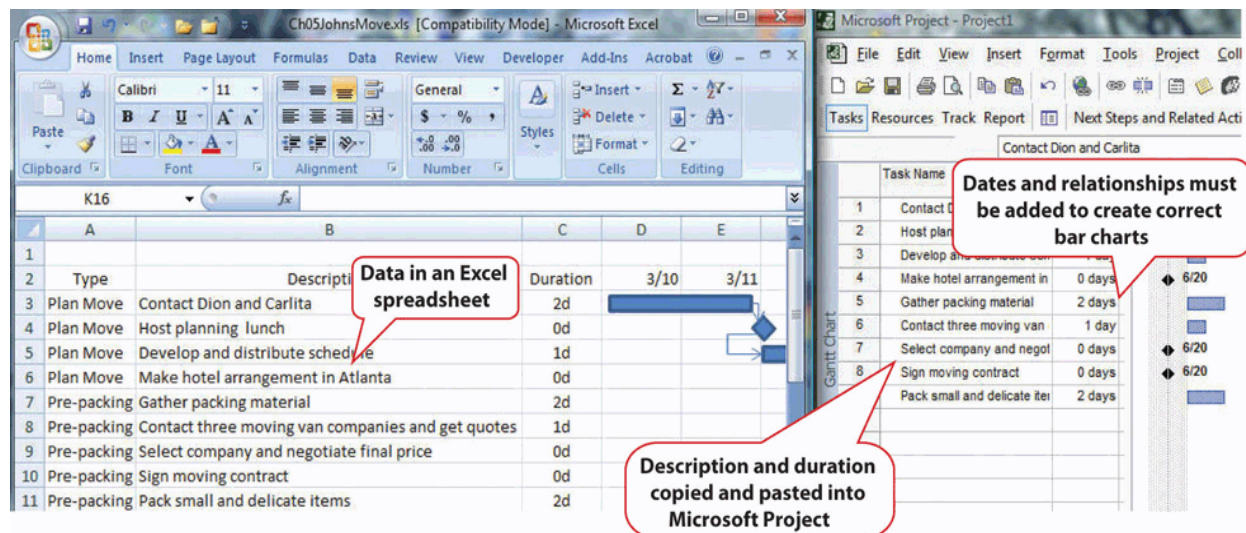 Ch05JohnsMove.xls [Compatibility Mode] - Microsoft Excel
Home Insert Page Layout Formulas Data Review View Developer Add-Ins Acrobat
Calibri 11 General Insert
B I U A A $ % , Delete
Paste Styles Format
Clipboard Font Alignment Number Cells Editing
K16 fx
A B C D E
1
2 Type Descripti Duration 3/10 3/11
3 Plan Move Contact Dion and Carlita 2d
4 Plan Move Host planning lunch 0d
5 Plan Move Develop and distribute schedule 1d
6 Plan Move Make hotel arrangement in Atlanta 0d
7 Pre-packing Gather packing material 2d
8 Pre-packing Contact three moving van companies and get quotes 1d
9 Pre-packing Select company and negotiate final price 0d
10 Pre-packing Sign moving contract 0d
11 Pre-packing Pack small and delicate items 2d
Data in an Excel
spreadsheet
Microsoft Project - Project1
File Edit View Insert Format Tools Project Coll
Tasks Resources Track Report Next Steps and Related Acti
Contact Dion and Carlita
Task Name
1 Contact D
2 Host plan
3 Develop and distribute
4 Make hotel arrangement in 0 days 6/20
5 Gather packing material 2 days
6 Contact three moving van 1 day
7 Select company and negot 0 days 6/20
8 Sign moving contract 0 days 6/20
Pack small and delicate iter 2 days
Gantt Chart
Dates and relationships must
be added to create correct
bar charts
Description and duration
copied and pasted into
Microsoft Project